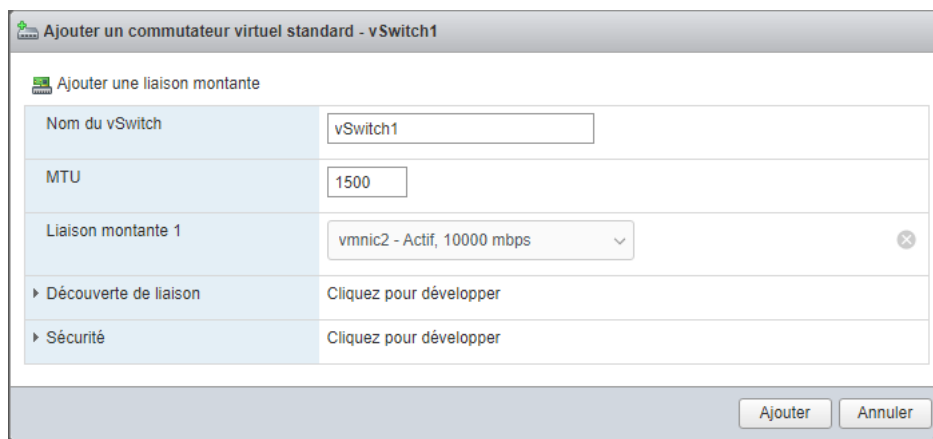 Ajouter un commutateur virtuel standard - vSwitch1
Ajouter une liaison montante
Nom du vSwitch vSwitch1
MTU 1500
Liaison montante 1 vmnic2 - Actif, 10000 mbps
Découverte de liaison Cliquez pour développer
Sécurité Cliquez pour développer
Ajouter Annuler